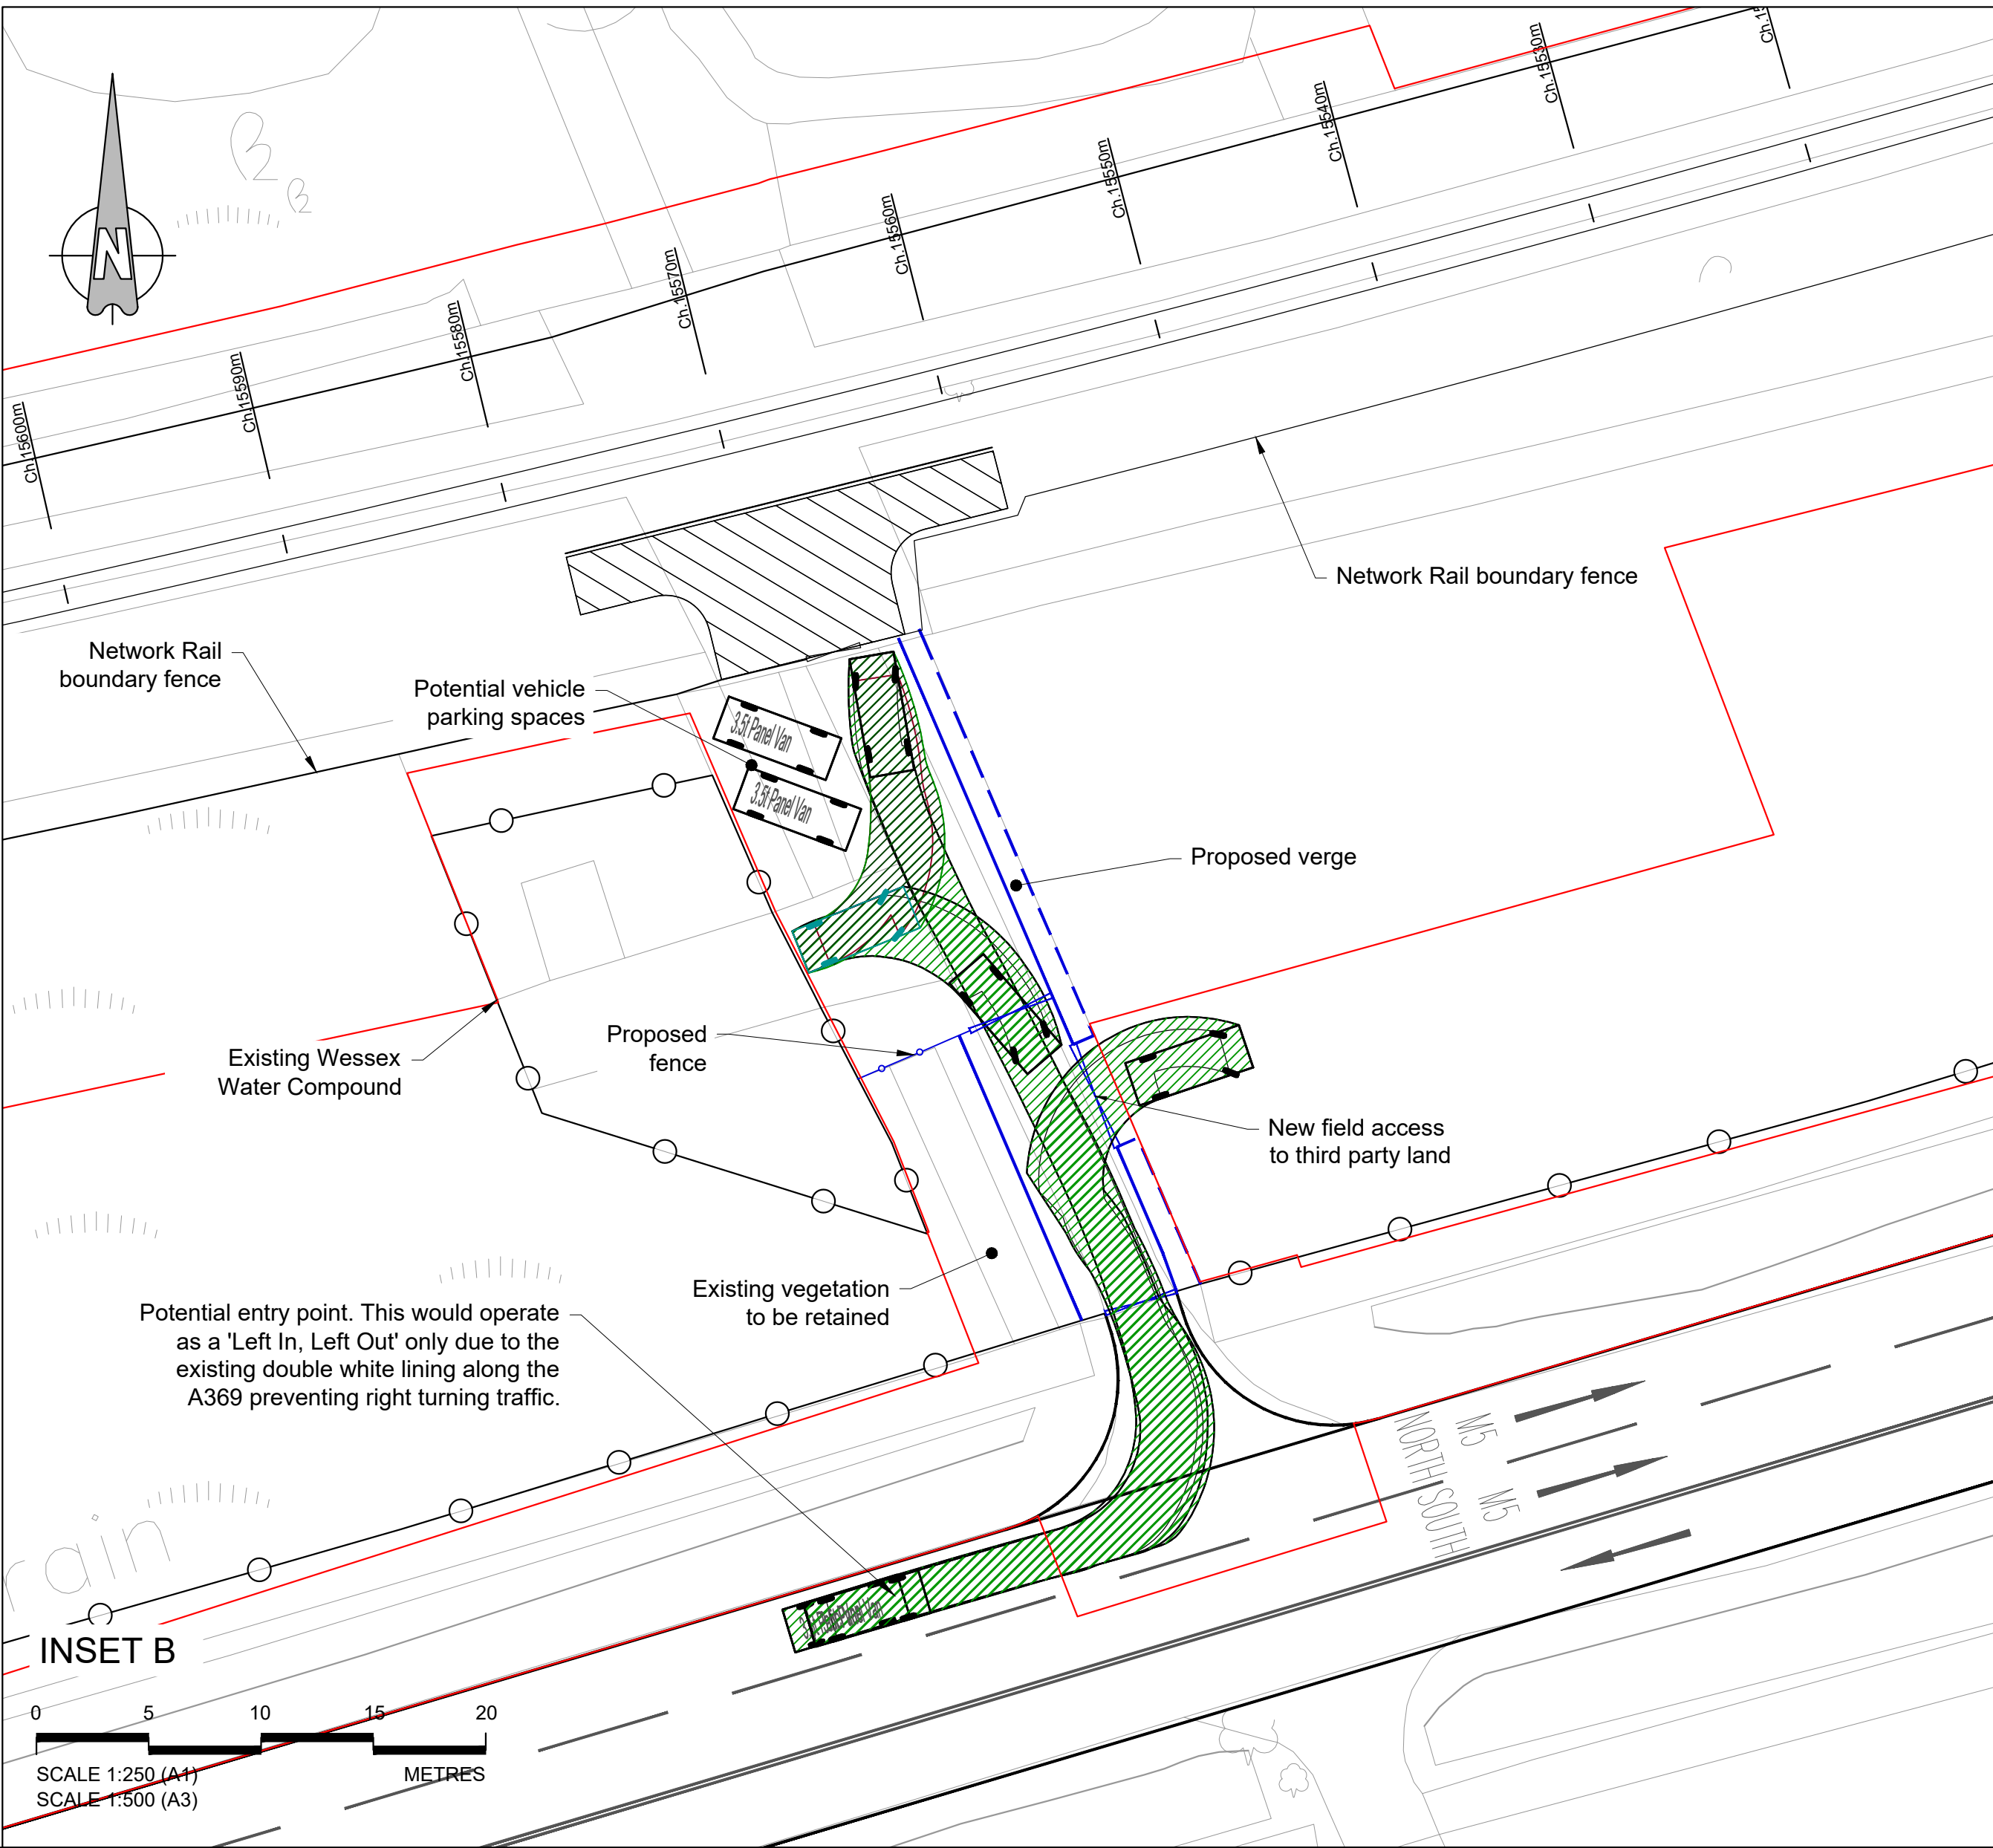 N
Ch.15530m
Ch.15540m
Ch.15550m
Ch.15560m
Ch.15570m
Ch.15580m
Ch.15590m
Ch.15600m
Network Rail boundary fence
Network Rail
boundary fence
Potential vehicle
parking spaces
3.5t Panel Van
3.5t Panel Van
Proposed verge
Proposed
fence
Existing Wessex
Water Compound
New field access
to third party land
Existing vegetation
to be retained
Potential entry point. This would operate
as a 'Left In, Left Out' only due to the
existing double white lining along the
A369 preventing right turning traffic.
M5
NORTH
M5
SOUTH
rain
INSET B
0 5 10 15 20
SCALE 1:250 (A1) METRES
SCALE 1:500 (A3)